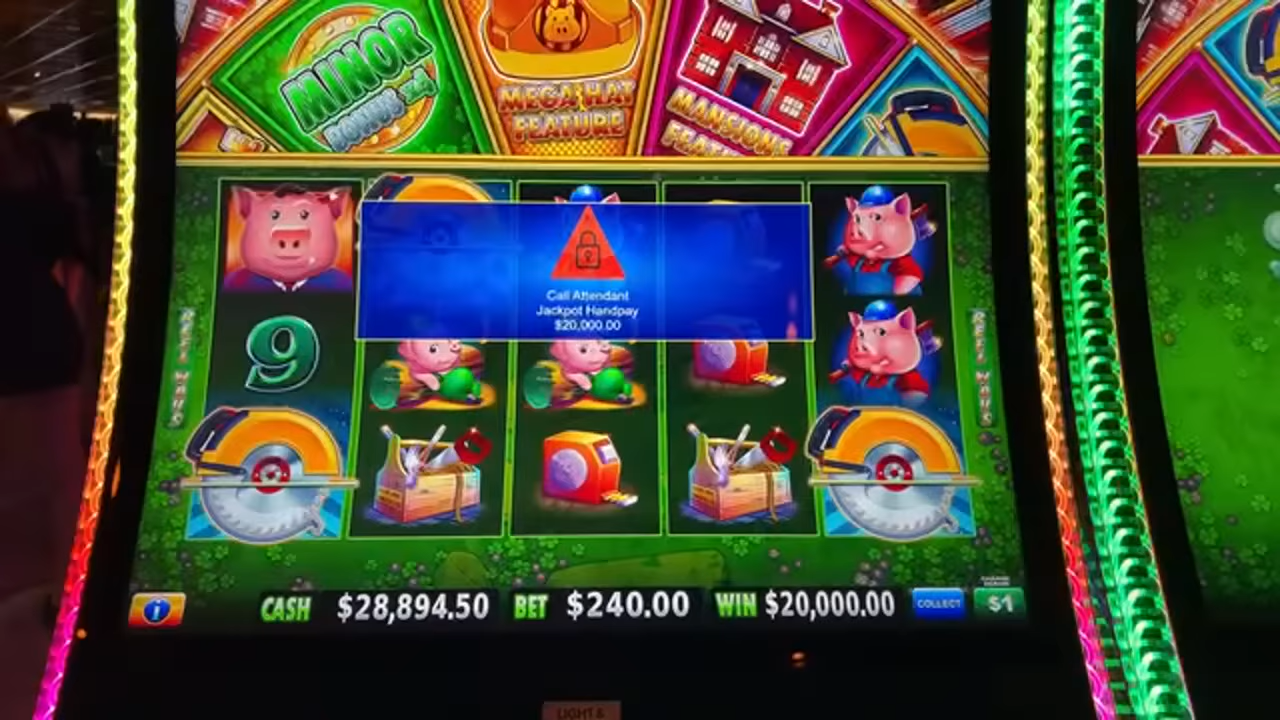 MINOR
BONUS x4
MEGA HAT
FEATURE
MANSIONS
Call Attendant
Jackpot Handpay
$20,000.00
9
CASH $28,894.50 BET $240.00 WIN $20,000.00 COLLECT $1
LIGHTS